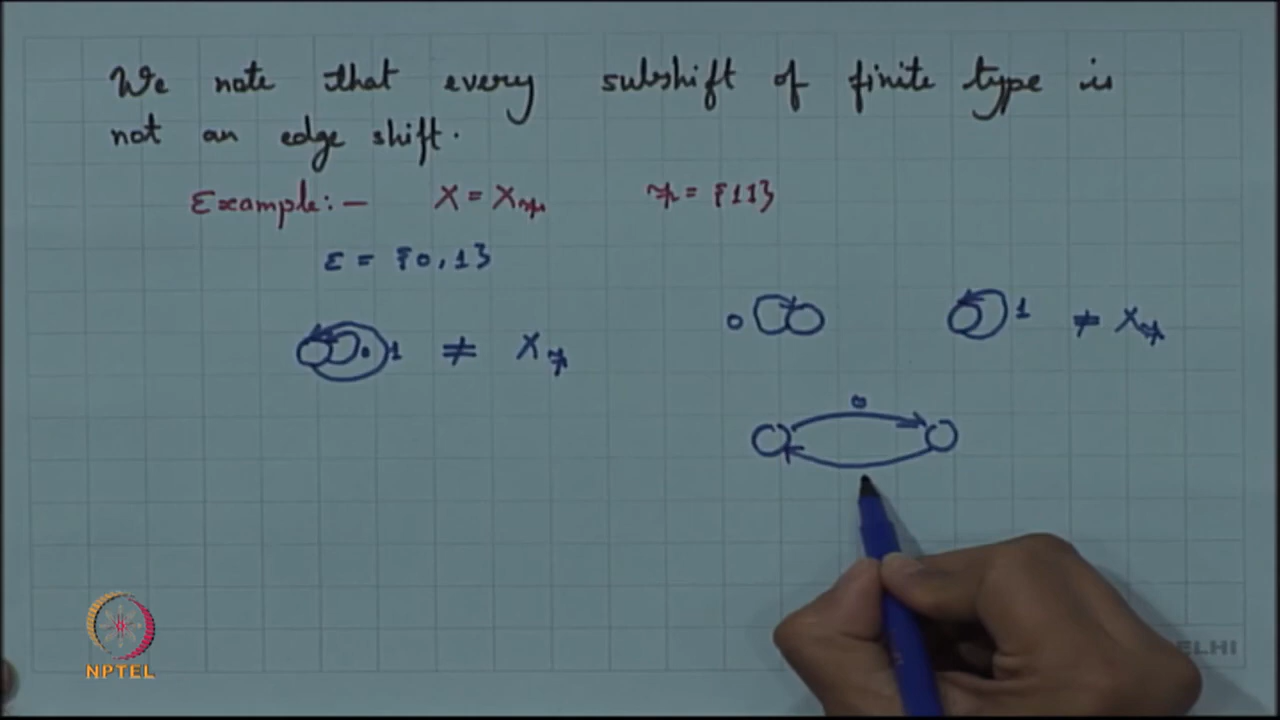 We note that every subshift of finite type is
not an edge shift.
Example:- X = X_F F = {11}
ε = {0,1}
0 1 ≠ X_F
0 1 ≠ X_F
0
NPTEL
ELHI